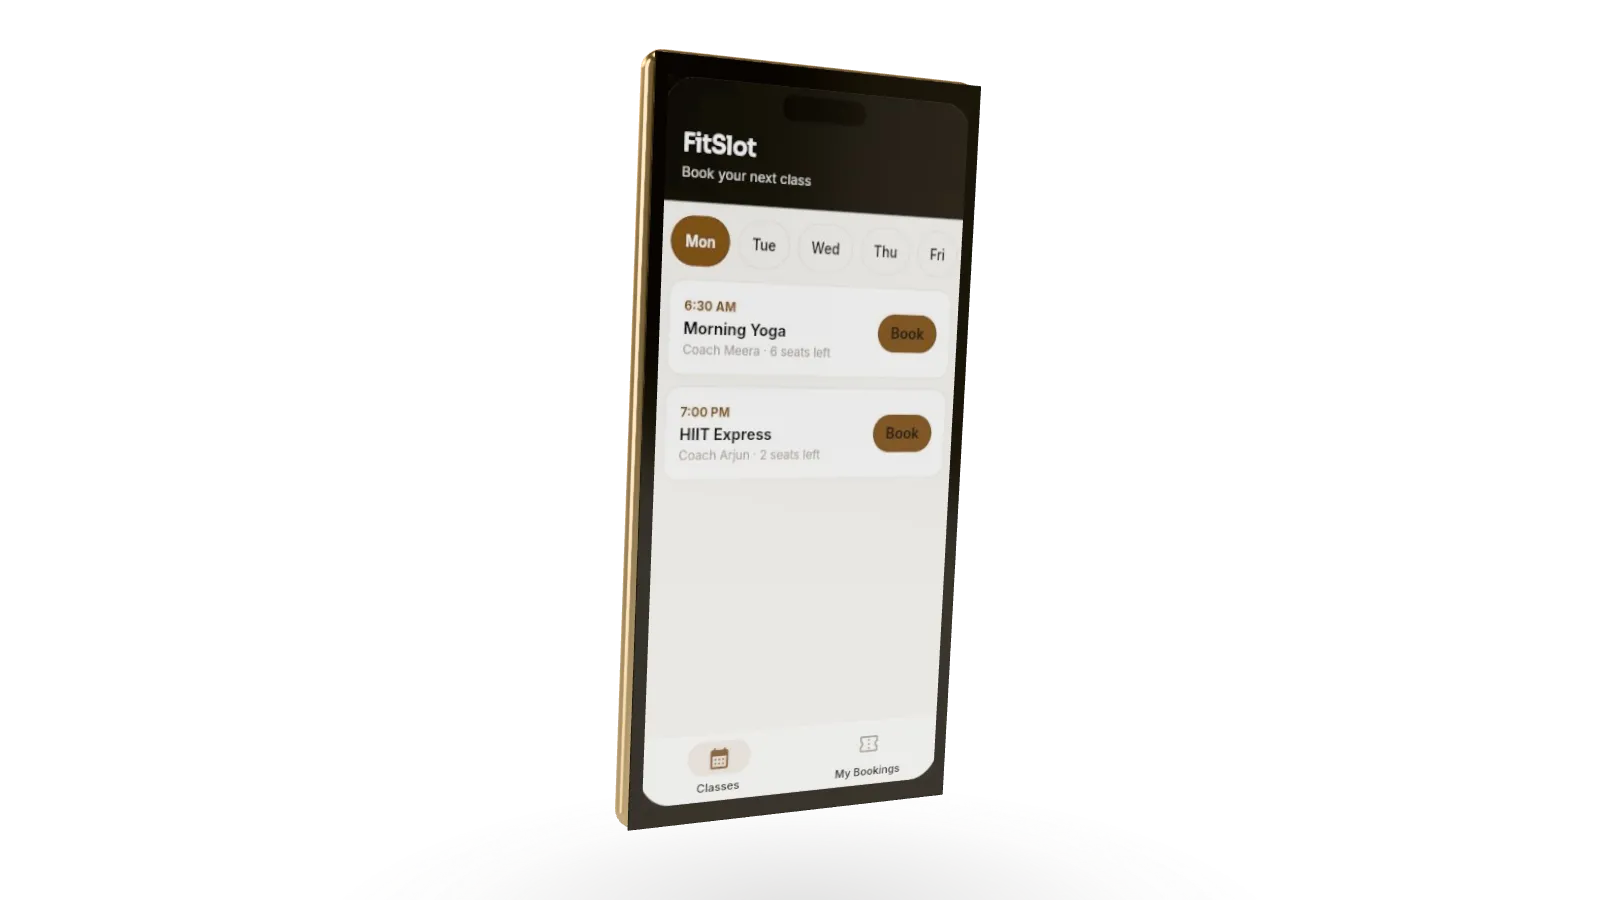 FitSlot
Book your next class
Mon Tue Wed Thu Fri
6:30 AM
Morning Yoga
Coach Meera · 6 seats left
Book
7:00 PM
HIIT Express
Coach Arjun · 2 seats left
Book
Classes
My Bookings